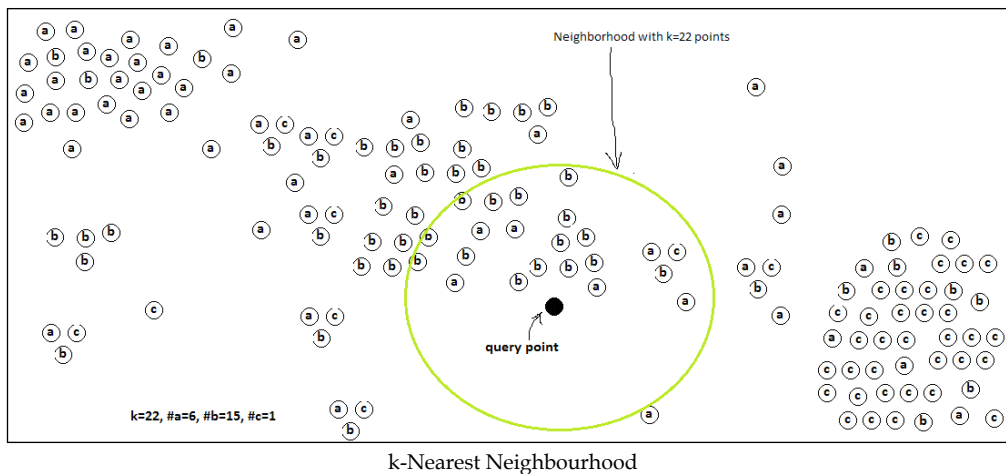 a a a a a
Neighborhood with k=22 points
a b a a a a b
a a b a a a a a a
a a a a a a a b b b b
a c a c a
a a b b b b b b
a b b b b b a
a
b b b b b
a c b b a
b b b a b b b b a a b b b c c
b b b b b b b b a c a c a b c c c
a b a b b b c c c c b
c a b
a c a c c c c c
a c b a c c c c c c
b query point c c c a c c c
c c c c c b
a c a c c c b a c
k=22, #a=6, #b=15, #c=1
b
k-Nearest Neighbourhood